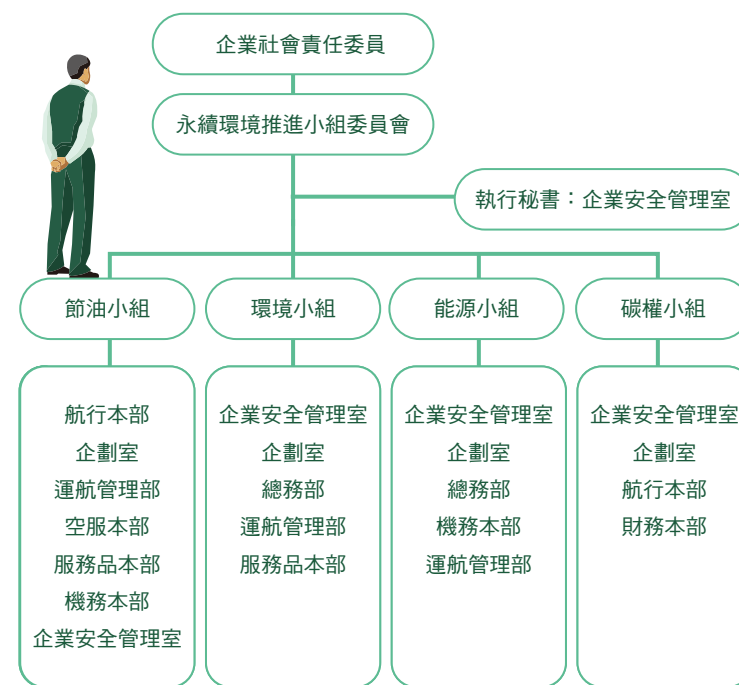 企業社會責任委員
永續環境推進小組委員會
執行秘書：企業安全管理室
節油小組
環境小組
能源小組
碳權小組
航行本部
企劃室
運航管理部
空服本部
服務品本部
機務本部
企業安全管理室
企業安全管理室
企劃室
總務部
運航管理部
服務品本部
企業安全管理室
企劃室
總務部
機務本部
運航管理部
企業安全管理室
企劃室
航行本部
財務本部